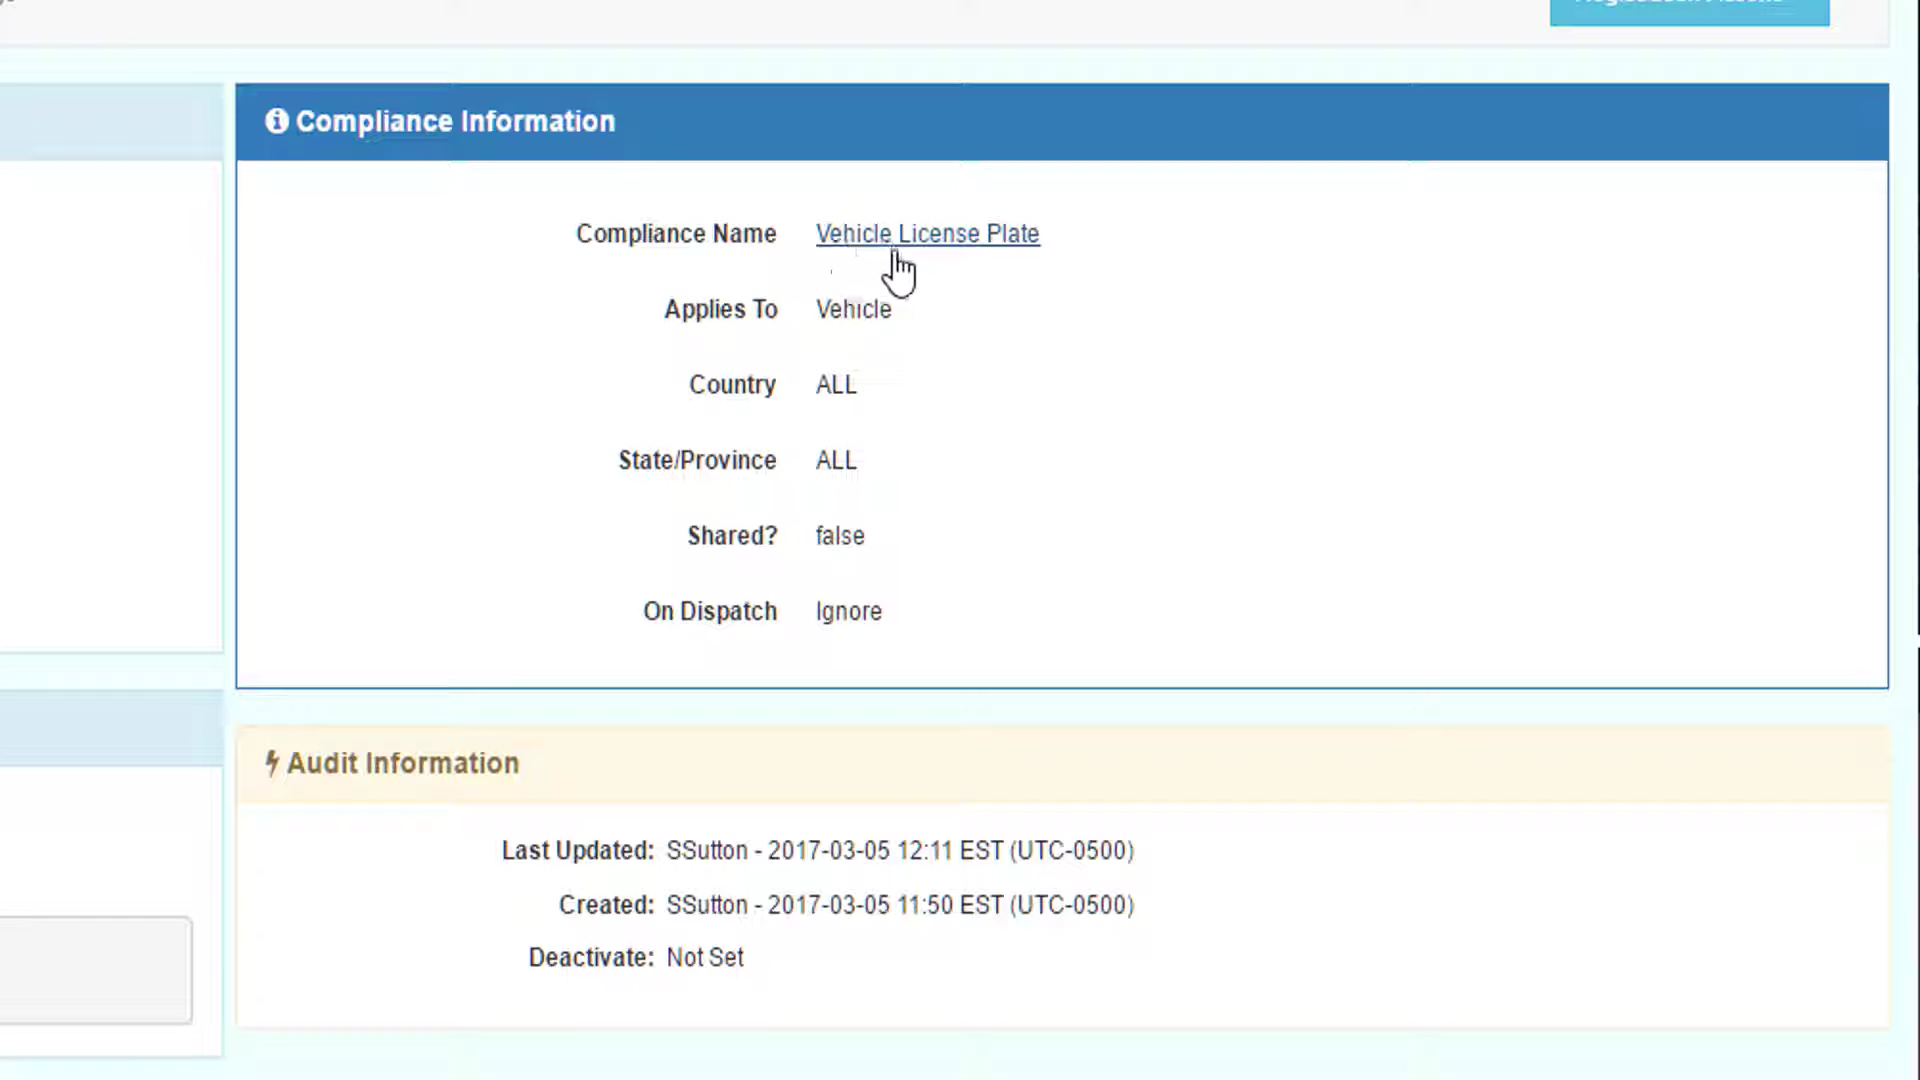 Compliance Information
Compliance Name Vehicle License Plate
Applies To Vehicle
Country ALL
State/Province ALL
Shared? false
On Dispatch Ignore
Audit Information
Last Updated: SSutton - 2017-03-05 12:11 EST (UTC-0500)
Created: SSutton - 2017-03-05 11:50 EST (UTC-0500)
Deactivate: Not Set